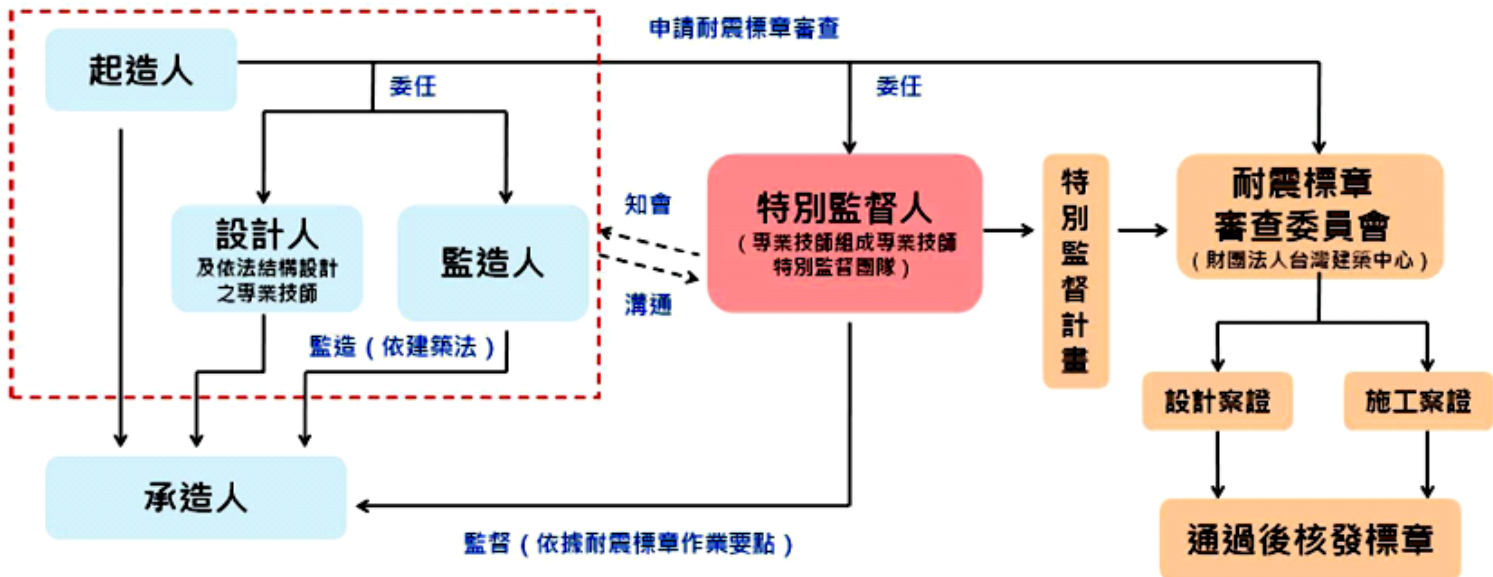 申請耐震標章審查
起造人
委任
委任
設計人
及依法結構設計
之專業技師
監造人
知會
溝通
特別監督人
（專業技師組成專業技師
特別監督團隊）
特別監督計畫
耐震標章
審查委員會
（財團法人台灣建築中心）
監造（依建築法）
設計案證
施工案證
承造人
監督（依據耐震標章作業要點）
通過後核發標章